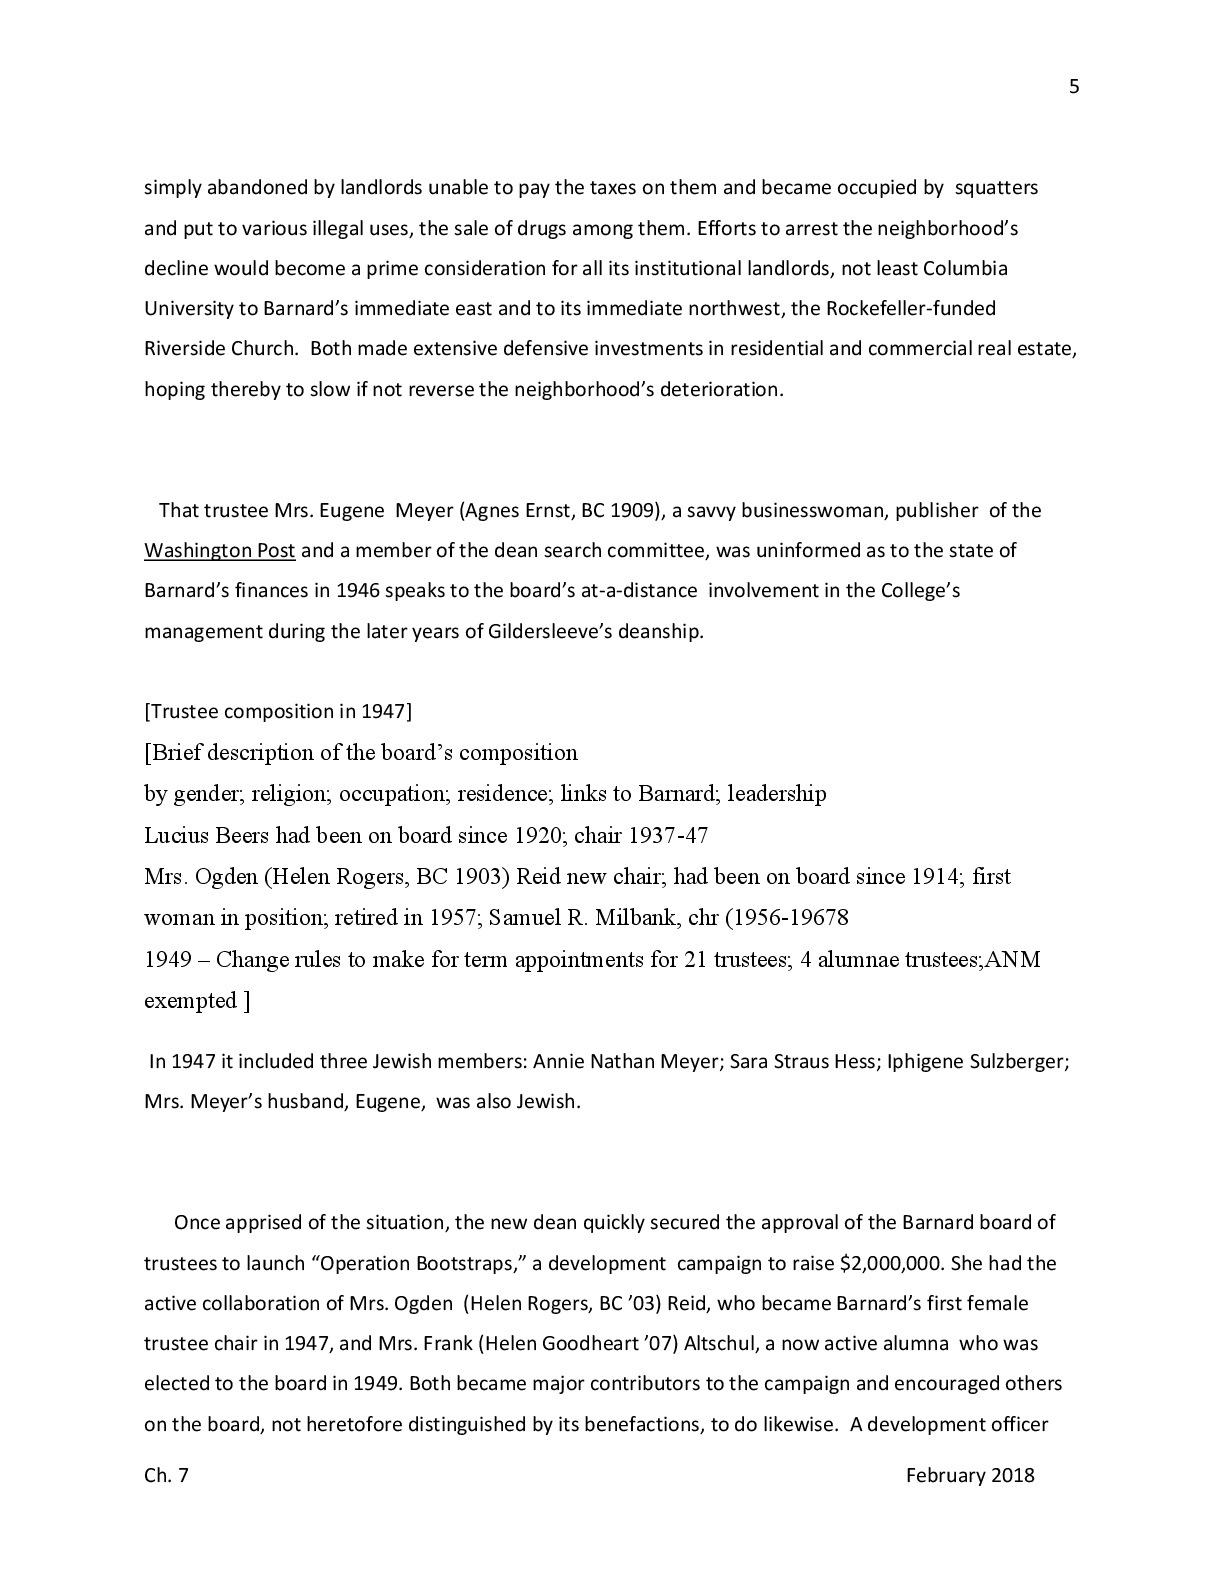 5
simply abandoned by landlords unable to pay the taxes on them and became occupied by  squatters
and put to various illegal uses, the sale of drugs among them. Efforts to arrest the neighborhood’s
decline would become a prime consideration for all its institutional landlords, not least Columbia
University to Barnard’s immediate east and to its immediate northwest, the Rockefeller-funded
Riverside Church.  Both made extensive defensive investments in residential and commercial real estate,
hoping thereby to slow if not reverse the neighborhood’s deterioration.
That trustee Mrs. Eugene  Meyer (Agnes Ernst, BC 1909), a savvy businesswoman, publisher  of the
Washington Post and a member of the dean search committee, was uninformed as to the state of
Barnard’s finances in 1946 speaks to the board’s at-a-distance  involvement in the College’s
management during the later years of Gildersleeve’s deanship.
[Trustee composition in 1947]
[Brief description of the board’s composition
by gender; religion; occupation; residence; links to Barnard; leadership
Lucius Beers had been on board since 1920; chair 1937-47
Mrs. Ogden (Helen Rogers, BC 1903) Reid new chair; had been on board since 1914; first
woman in position; retired in 1957; Samuel R. Milbank, chr (1956-19678
1949 – Change rules to make for term appointments for 21 trustees; 4 alumnae trustees;ANM
exempted ]
In 1947 it included three Jewish members: Annie Nathan Meyer; Sara Straus Hess; Iphigene Sulzberger;
Mrs. Meyer’s husband, Eugene,  was also Jewish.
Once apprised of the situation, the new dean quickly secured the approval of the Barnard board of
trustees to launch “Operation Bootstraps,” a development  campaign to raise $2,000,000. She had the
active collaboration of Mrs. Ogden  (Helen Rogers, BC ’03) Reid, who became Barnard’s first female
trustee chair in 1947, and Mrs. Frank (Helen Goodheart ’07) Altschul, a now active alumna  who was
elected to the board in 1949. Both became major contributors to the campaign and encouraged others
on the board, not heretofore distinguished by its benefactions, to do likewise.  A development officer
Ch. 7 February 2018